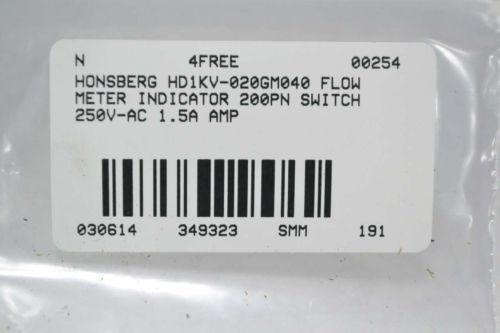 N 4FREE 00254
HONSBERG HD1KV-020GM040 FLOW
METER INDICATOR 200PN SWITCH
250V-AC 1.5A AMP
030614 349323 SMM 191